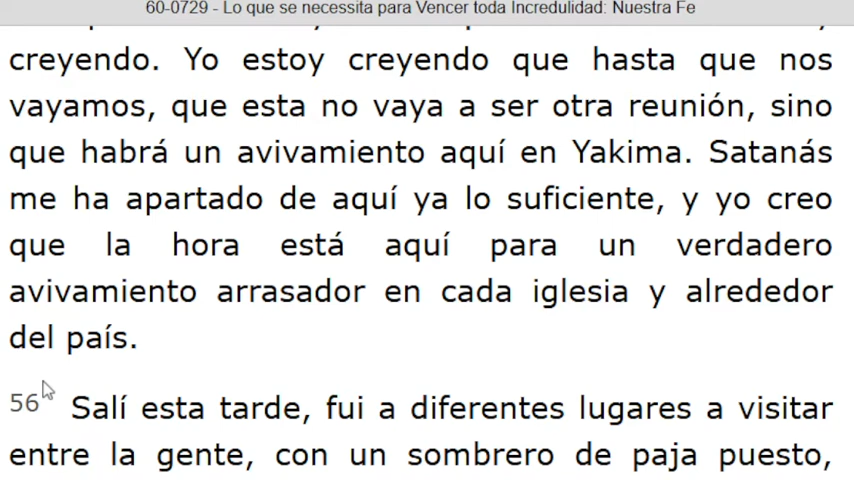 60-0729 - Lo que se necessita para Vencer toda Incredulidad: Nuestra Fe
creyendo. Yo estoy creyendo que hasta que nos
vayamos, que esta no vaya a ser otra reunión, sino
que habrá un avivamiento aquí en Yakima. Satanás
me ha apartado de aquí ya lo suficiente, y yo creo
que la hora está aquí para un verdadero
avivamiento arrasador en cada iglesia y alrededor
del país.
56 Salí esta tarde, fui a diferentes lugares a visitar
entre la gente, con un sombrero de paja puesto,